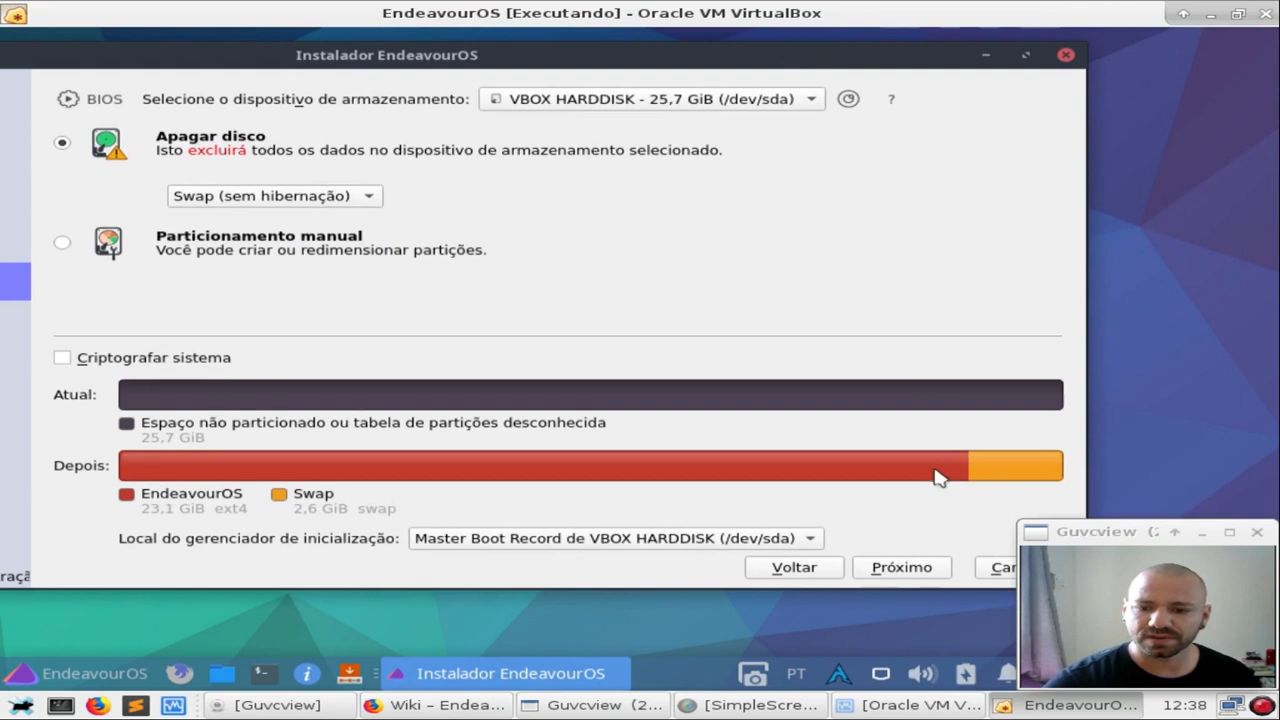 EndeavourOS [Executando] - Oracle VM VirtualBox
Instalador EndeavourOS
BIOS Selecione o dispositivo de armazenamento: VBOX HARDDISK - 25,7 GiB (/dev/sda) ?
Apagar disco
Isto excluirá todos os dados no dispositivo de armazenamento selecionado.
Swap (sem hibernação)
Particionamento manual
Você pode criar ou redimensionar partições.
Criptografar sistema
Atual:
Espaço não particionado ou tabela de partições desconhecida
25,7 GiB
Depois:
EndeavourOS Swap
23,1 GiB ext4 2,6 GiB swap
Local do gerenciador de inicialização: Master Boot Record de VBOX HARDDISK (/dev/sda)
Guvcview (2
Voltar Próximo Car
raçã
EndeavourOS Instalador EndeavourOS PT
[Guvcview] Wiki – Endea... Guvcview (2... [SimpleScre... [Oracle VM V... EndeavourO... 12:38